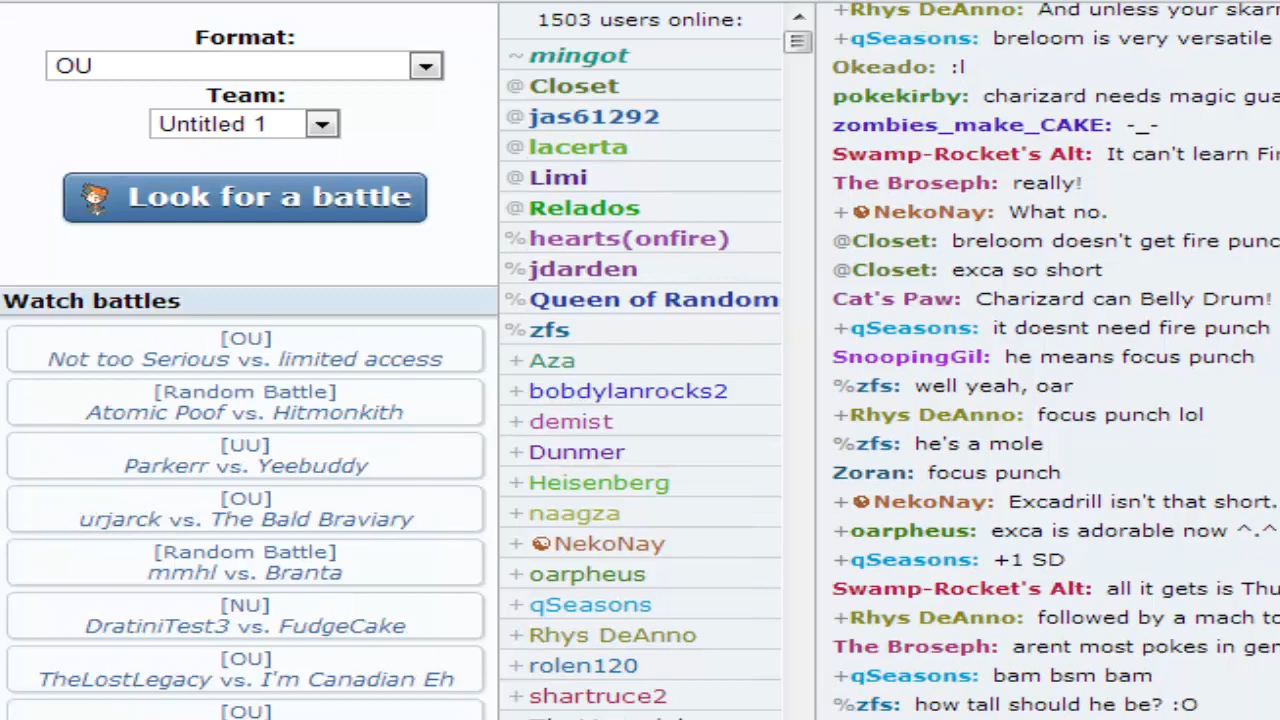 Format:
OU
Team:
Untitled 1
Look for a battle
Watch battles
[OU]
Not too Serious vs. limited access
[Random Battle]
Atomic Poof vs. Hitmonkith
[UU]
Parkerr vs. Yeebuddy
[OU]
urjarck vs. The Bald Braviary
[Random Battle]
mmhl vs. Branta
[NU]
DratiniTest3 vs. FudgeCake
[OU]
TheLostLegacy vs. I'm Canadian Eh
[OU]
1503 users online:
~ mingot
@ Closet
@ jas61292
@ lacerta
@ Limi
@ Relados
% hearts(onfire)
% jdarden
% Queen of Random
% zfs
+ Aza
+ bobdylanrocks2
+ demist
+ Dunmer
+ Heisenberg
+ naagza
+ NekoNay
+ oarpheus
+ qSeasons
+ Rhys DeAnno
+ rolen120
+ shartruce2
+Rhys DeAnno: And unless your skarm
+qSeasons: breloom is very versatile
Okeado: :l
pokekirby: charizard needs magic gua
zombies_make_CAKE: -_-
Swamp-Rocket's Alt: It can't learn Fir
The Broseph: really!
+NekoNay: What no.
@Closet: breloom doesn't get fire punc
@Closet: exca so short
Cat's Paw: Charizard can Belly Drum!
+qSeasons: it doesnt need fire punch
SnoopingGil: he means focus punch
%zfs: well yeah, oar
+Rhys DeAnno: focus punch lol
%zfs: he's a mole
Zoran: focus punch
+NekoNay: Excadrill isn't that short.
+oarpheus: exca is adorable now ^.^
+qSeasons: +1 SD
Swamp-Rocket's Alt: all it gets is Thu
+Rhys DeAnno: followed by a mach to
The Broseph: arent most pokes in gen
+qSeasons: bam bsm bam
%zfs: how tall should he be? :O